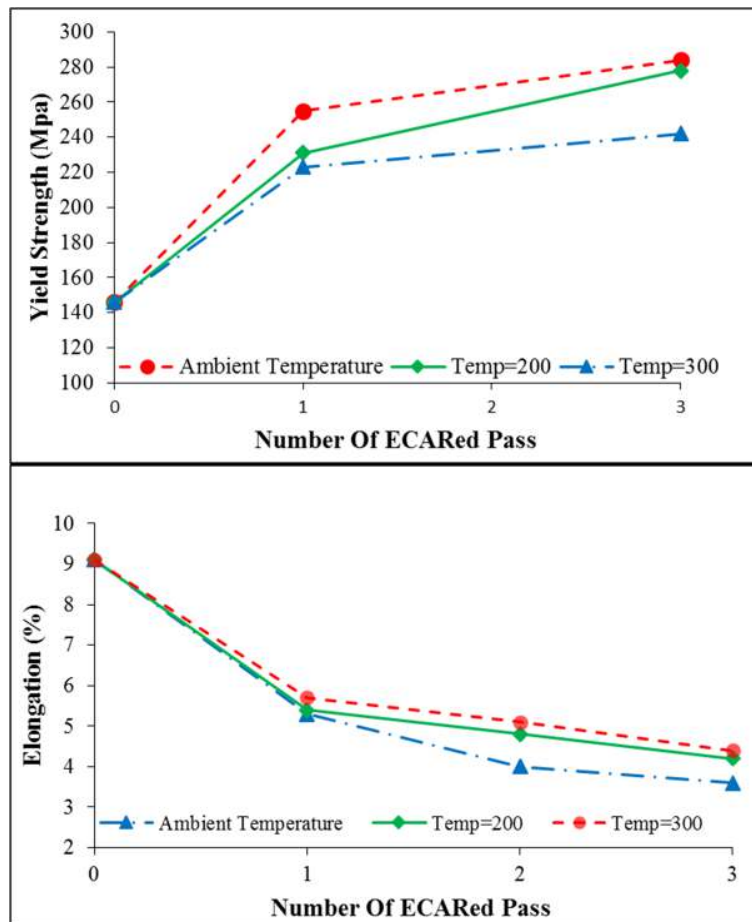 300
280
260
240
220
200
180
160
140
120
100
Yield Strength (Mpa)
Ambient Temperature Temp=200 Temp=300
0 1 2 3
Number Of ECARed Pass
10
9
8
7
6
5
4
3
2
Elongation (%)
Ambient Temperature Temp=200 Temp=300
0 1 2 3
Number Of ECARed Pass